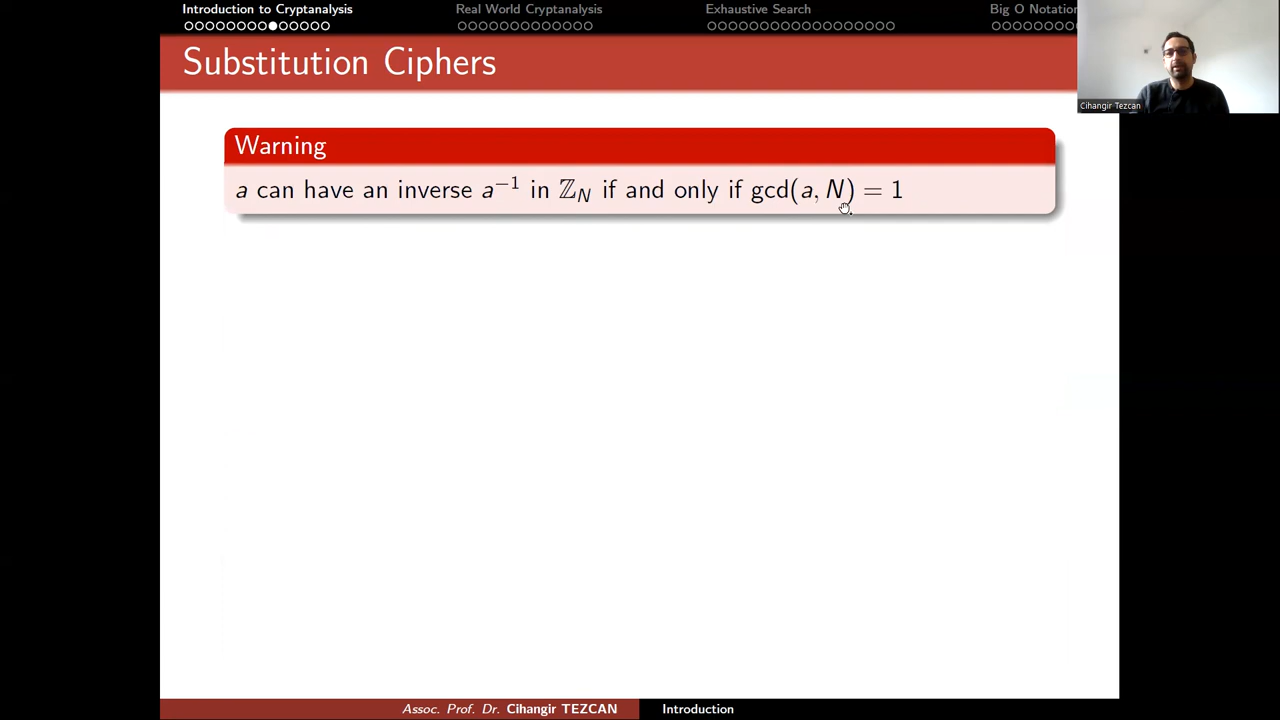 Introduction to Cryptanalysis
Real World Cryptanalysis
Exhaustive Search
Big O Notation
Substitution Ciphers
Cihangir Tezcan
Warning
a can have an inverse a⁻¹ in ℤ_N if and only if gcd(a, N) = 1
Assoc. Prof. Dr. Cihangir TEZCAN
Introduction